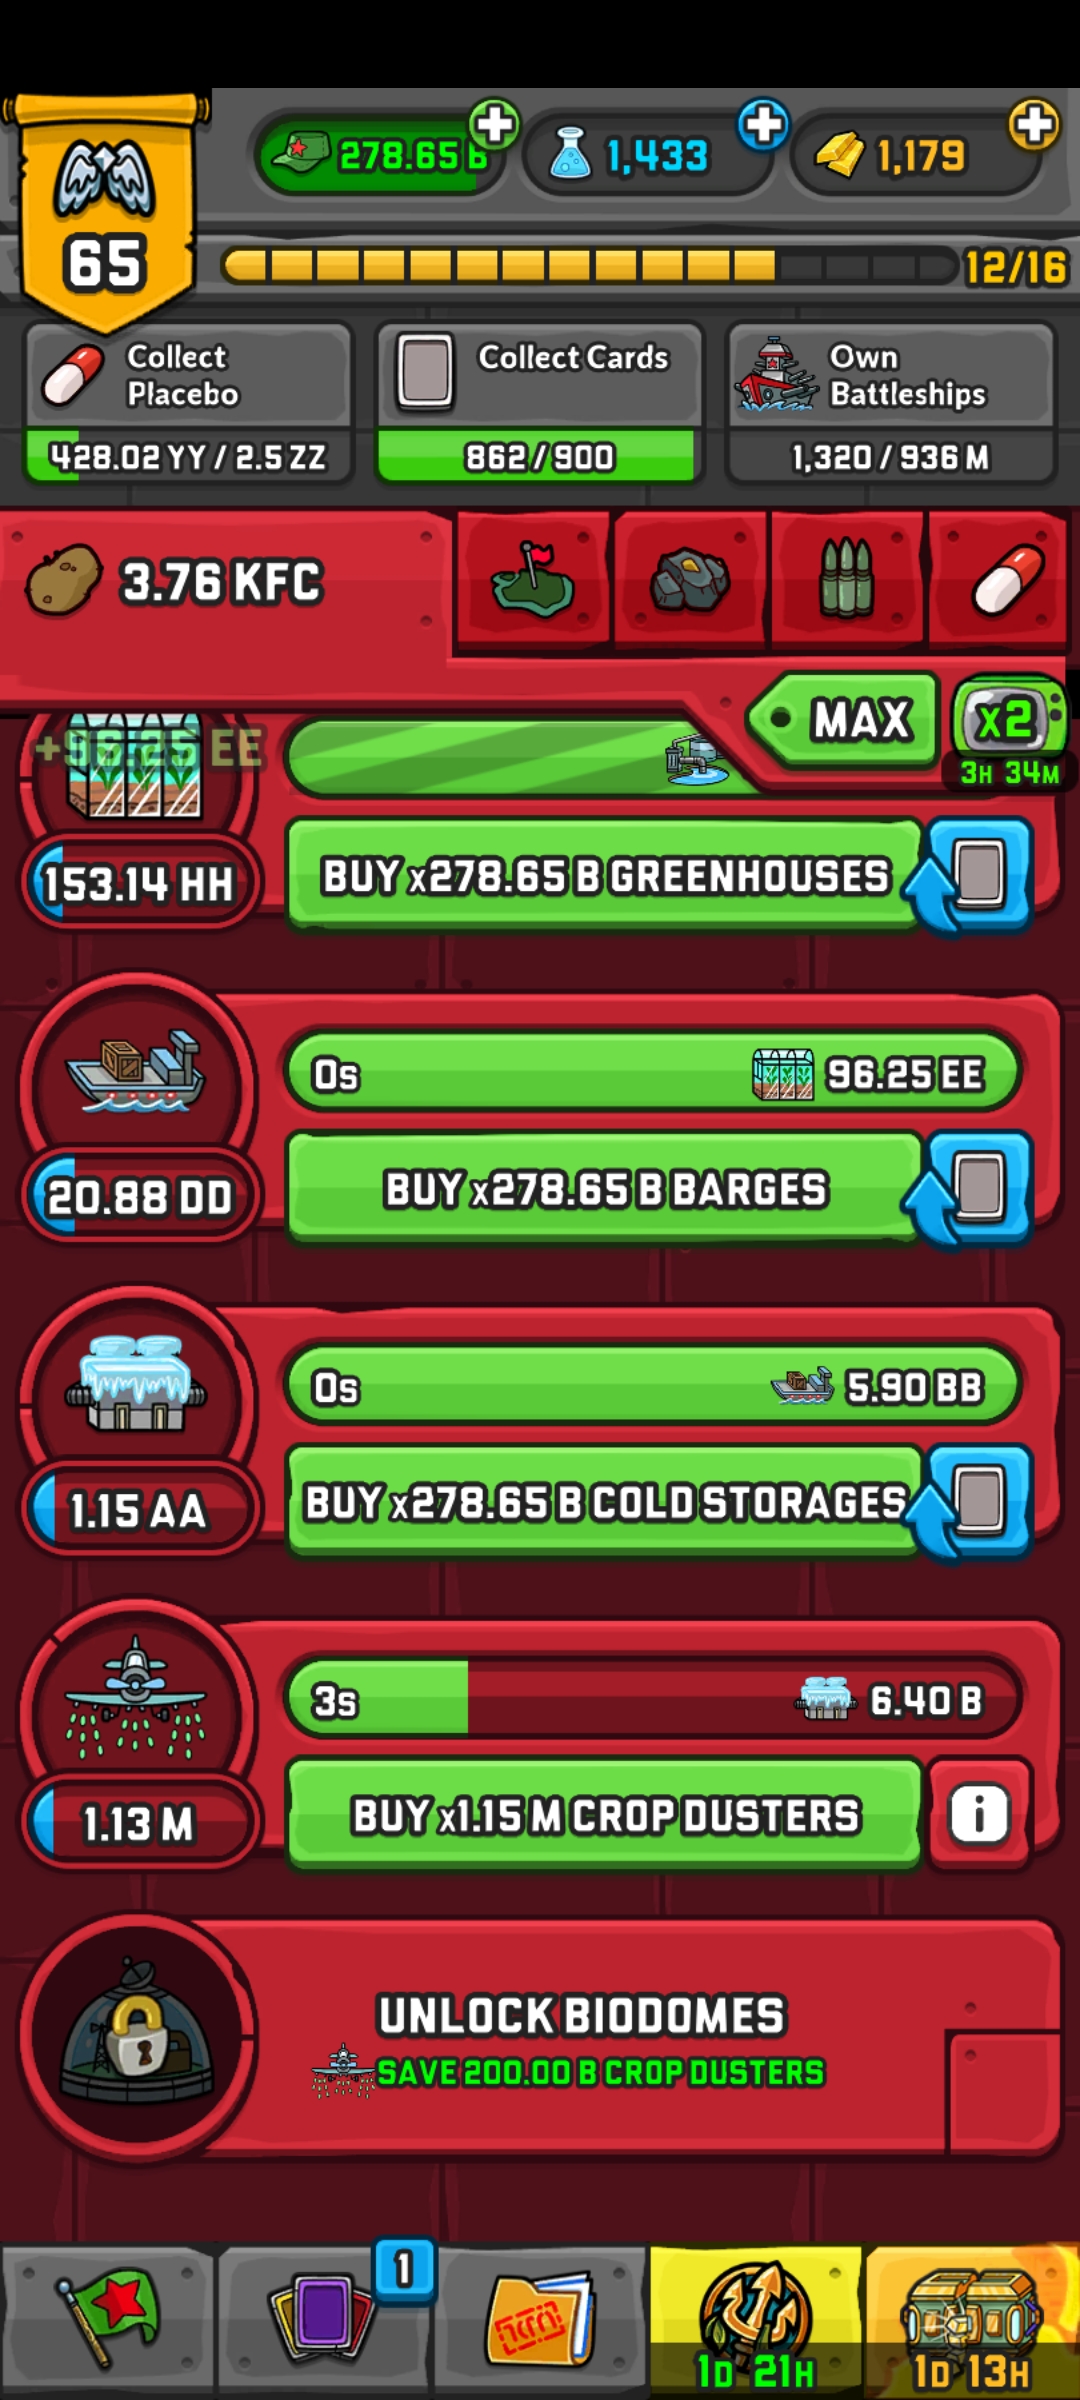 278.65 B
1,433
1,179
65
12/16
Collect
Placebo
428.02 YY / 2.5 ZZ
Collect Cards
862/900
Own
Battleships
1,320 / 936 M
3.76 KFC
MAX
x2
3H 34M
+96.25 EE
153.14 HH
BUY x278.65 B GREENHOUSES
0s
96.25 EE
20.88 DD
BUY x278.65 B BARGES
0s
5.90 BB
1.15 AA
BUY x278.65 B COLD STORAGES
3s
6.40 B
1.13 M
BUY x1.15 M CROP DUSTERS
i
UNLOCK BIODOMES
SAVE 200.00 B CROP DUSTERS
1
1D 21H
1D 13H